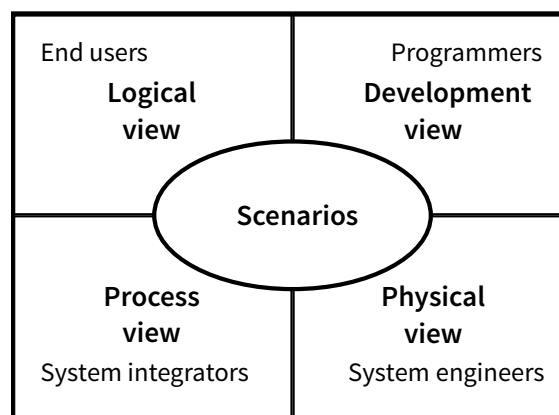 End users
Logical
view
Programmers
Development
view
Scenarios
Process
view
System integrators
Physical
view
System engineers